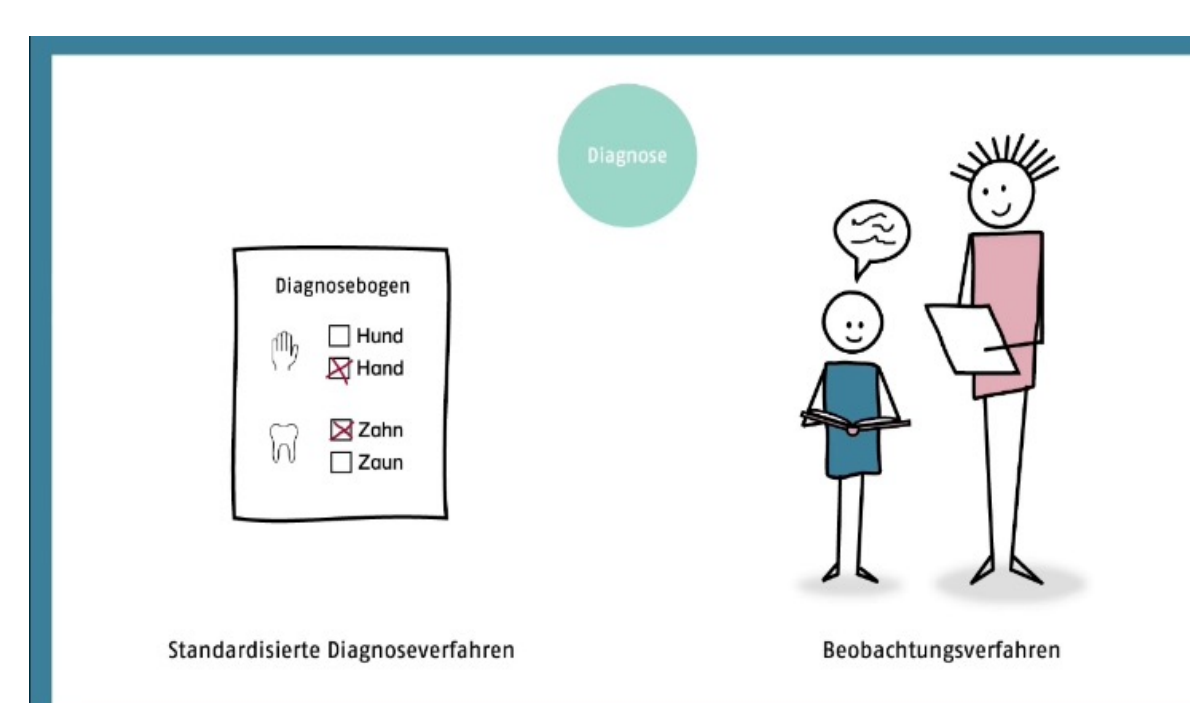 Diagnose
Diagnosebogen
Hund
Hand
Zahn
Zaun
Standardisierte Diagnoseverfahren
Beobachtungsverfahren